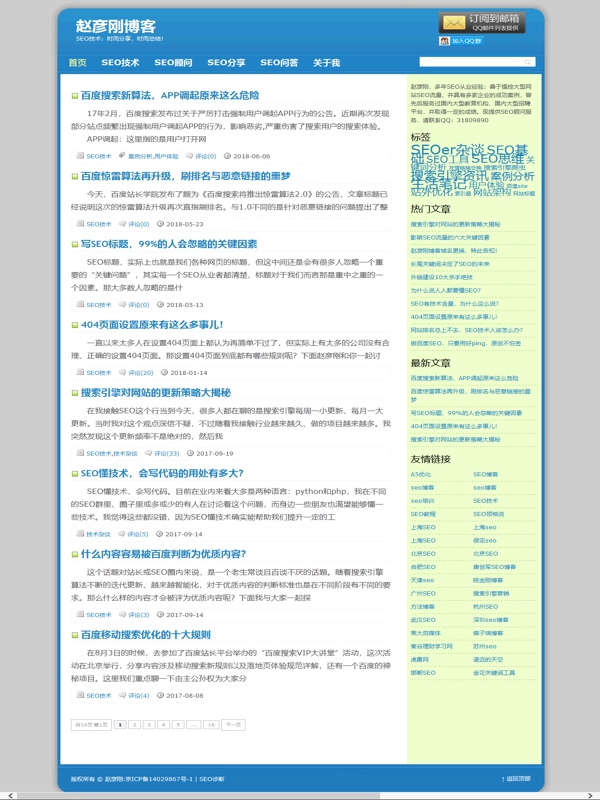 赵彦刚博客
SEO技术：时而分享，时而总结！
订阅到邮箱
QQ邮件列表提供
加入QQ群
首页 SEO技术 SEO顾问 SEO分享 SEO问答 关于我
百度搜索新算法，APP调起原来这么危险
17年2月，百度发布过关于严厉打击强制用户调起APP行为的公告。近期再次发现
部分站点频繁出现强制用户调起APP的行为，影响恶劣,严重伤害了搜索用户的搜索体验。
APP调起：这里指的是用户打开网
SEO技术 案例分析,用户体验 评论(0) 2018-06-06
百度惊雷算法再升级，刷排名与恶意链接的噩梦
今天，百度站长学院发布了题为《百度搜索将推出惊雷算法2.0》的公告，文章标题已
经说明这次的惊雷算法升级再次直指刷排名。与1.0不同的是针对恶意链接的问题提出了整
SEO技术 评论(0) 2018-05-23
写SEO标题，99%的人会忽略的关键因素
SEO标题，实际上也就是我们各种网页的标题，但这中间还是会有很多人忽略一个重
要的“关键问题”，其实每一个SEO从业者都清楚，标题对于我们而言那是重中之重的一
个因素。那大多数人忽略的是什
SEO技术 评论(0) 2018-05-13
404页面设置原来有这么多事儿！
一直以来太多人在设置404页面上都认为再简单不过了，但实际上有太多的公司没有合
理、正确的设置404页面。那设置404页面到底都有哪些规则呢？下面赵彦刚和你一起讨
SEO技术 评论(20) 2018-01-14
搜索引擎对网站的更新策略大揭秘
在我接触SEO这个行当到今天，很多人都在聊的是搜索引擎每周一小更新，每月一大
更新。当时我对这个观点深信不疑，不过随着我接触行业越来越久，做的项目越来越多。我
突然发现这个更新频率不是绝对的，然后我
SEO技术,技术杂谈 评论(33) 2017-09-19
SEO懂技术，会写代码的用处有多大？
SEO懂技术，会写代码。目前在业内来看大多是两种语言：python和php，我在不同
的SEO群里，圈子里或多或少的有人在讨论着这个问题，而身边一些朋友也渴望能够懂一
些技术。我觉得这些都没错，因为SEO懂技术确实能帮助我们提升一定的工
技术杂谈 评论(5) 2017-09-14
什么内容容易被百度判断为优质内容？
这个话题对站长或SEO圈内来说，是一个老生常谈且百谈不厌的话题。随着搜索引擎
算法不断的迭代更新，越来越智能化，对于优质内容的判断标准也是在不同阶段有不同的要
求。那么什么样的内容才会被评为优质内容呢？下面我与大家一起探
SEO技术 评论(3) 2017-09-14
百度移动搜索优化的十大规则
在8月3日的时候，去参加了百度站长平台举办的“百度搜索VIP大讲堂”活动，这次活
动在北京举行，分享内容涉及移动搜索新规则以及落地页体验规范详解，还有一个百度的神
秘项目。这里我们重点聊一下由主公孙权为大家分
SEO技术 评论(4) 2017-08-08
共16页 第1页 1 2 3 4 5 ... 16 下一页
赵彦刚，多年SEO从业经验；善于操控大型网
站SEO流量，并具有多家企业的成功案例，曾
先后服务过国内大型教育机构、国内大型招聘
平台，并取得一定的成绩。现提供SEO顾问服
务，请联系QQ：31809890
标签
SEOer杂谈 SEO基
础 SEO工具 SEO思维 关
键词分析 友情链接交换 搜索引擎爬虫
搜索引擎资讯 案例分析
生活笔记 用户体验 百度site
站外优化 索引量 网站架构 网站标题
热门文章
搜索引擎对网站的更新策略大揭秘
影响SEO流量的六大关键因素
赵彦刚博客域名更换，特此告知！
长尾关键词决定了SEO的未来
外链建设10大杀手绝技
为什么说人人都要懂SEO？
SEO有技术含量，为什么这么说？
404页面设置原来有这么多事儿！
网站排名总上不去，SEO技术人该怎么办？
做百度SEO，只要用好ping，原创不怕丢
最新文章
百度搜索新算法，APP调起原来这么危险
百度惊雷算法再升级，刷排名与恶意链接的噩
梦
写SEO标题，99%的人会忽略的关键因素
404页面设置原来有这么多事儿！
搜索引擎对网站的更新策略大揭秘
友情链接
A5优化 SEO博客
seo博客 seo博客
seo培训 SEO技术
SEO教程 SEO领袖说
上海SEO 上海seo
上海SEO 保定seo
北京SEO 北京SEO
合肥SEO 唐世军SEO博客
天津seo 姚金刚博客
广州SEO 搜索引擎营销
方法博客 杭州SEO
武汉SEO 深圳seo博客
焦大自媒体 瘸子瑞博客
秦谷理财学习网 苏州seo
虎嗅网 遥远的天空
邯郸SEO 金花关键词工具
版权所有 © 赵彦刚|京ICP备14029867号-1 | SEO诊断
↑ 返回顶部